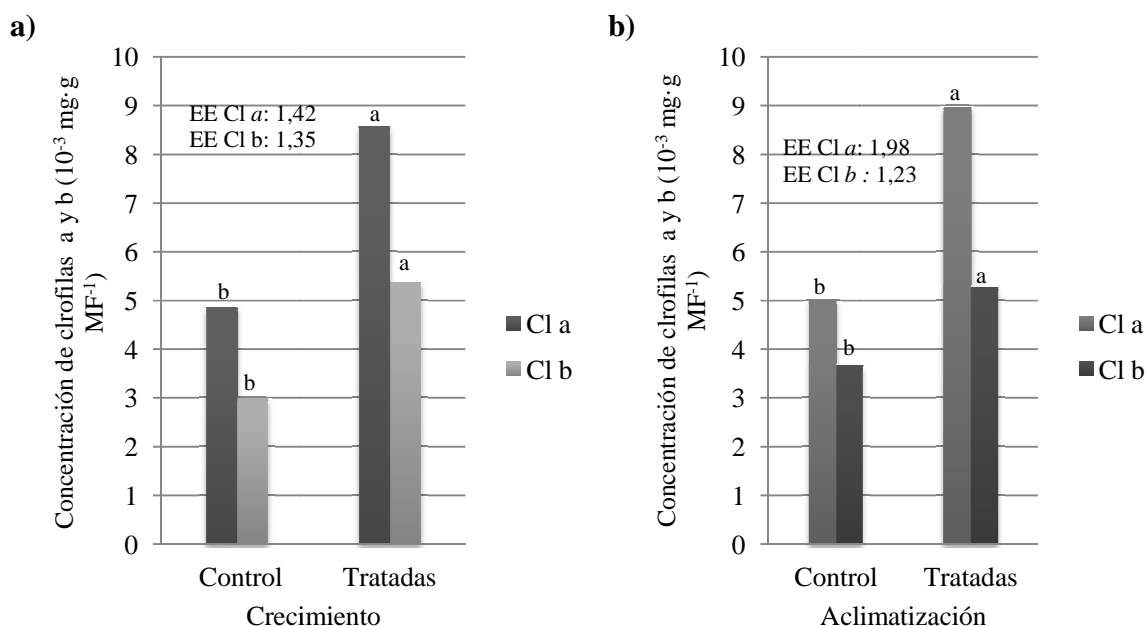 a)
Concentración de clrofilas a y b (10⁻³ mg·g
MF⁻¹)
10
9
8
7
6
5
4
3
2
1
0
EE Cl a: 1,42
EE Cl b: 1,35
b
b
a
a
Control
Tratadas
Crecimiento
Cl a
Cl b
b)
Concentración de clrofilas a y b (10⁻³ mg·g
MF⁻¹)
10
9
8
7
6
5
4
3
2
1
0
EE Cl a: 1,98
EE Cl b : 1,23
b
b
a
a
Control
Tratadas
Aclimatización
Cl a
Cl b